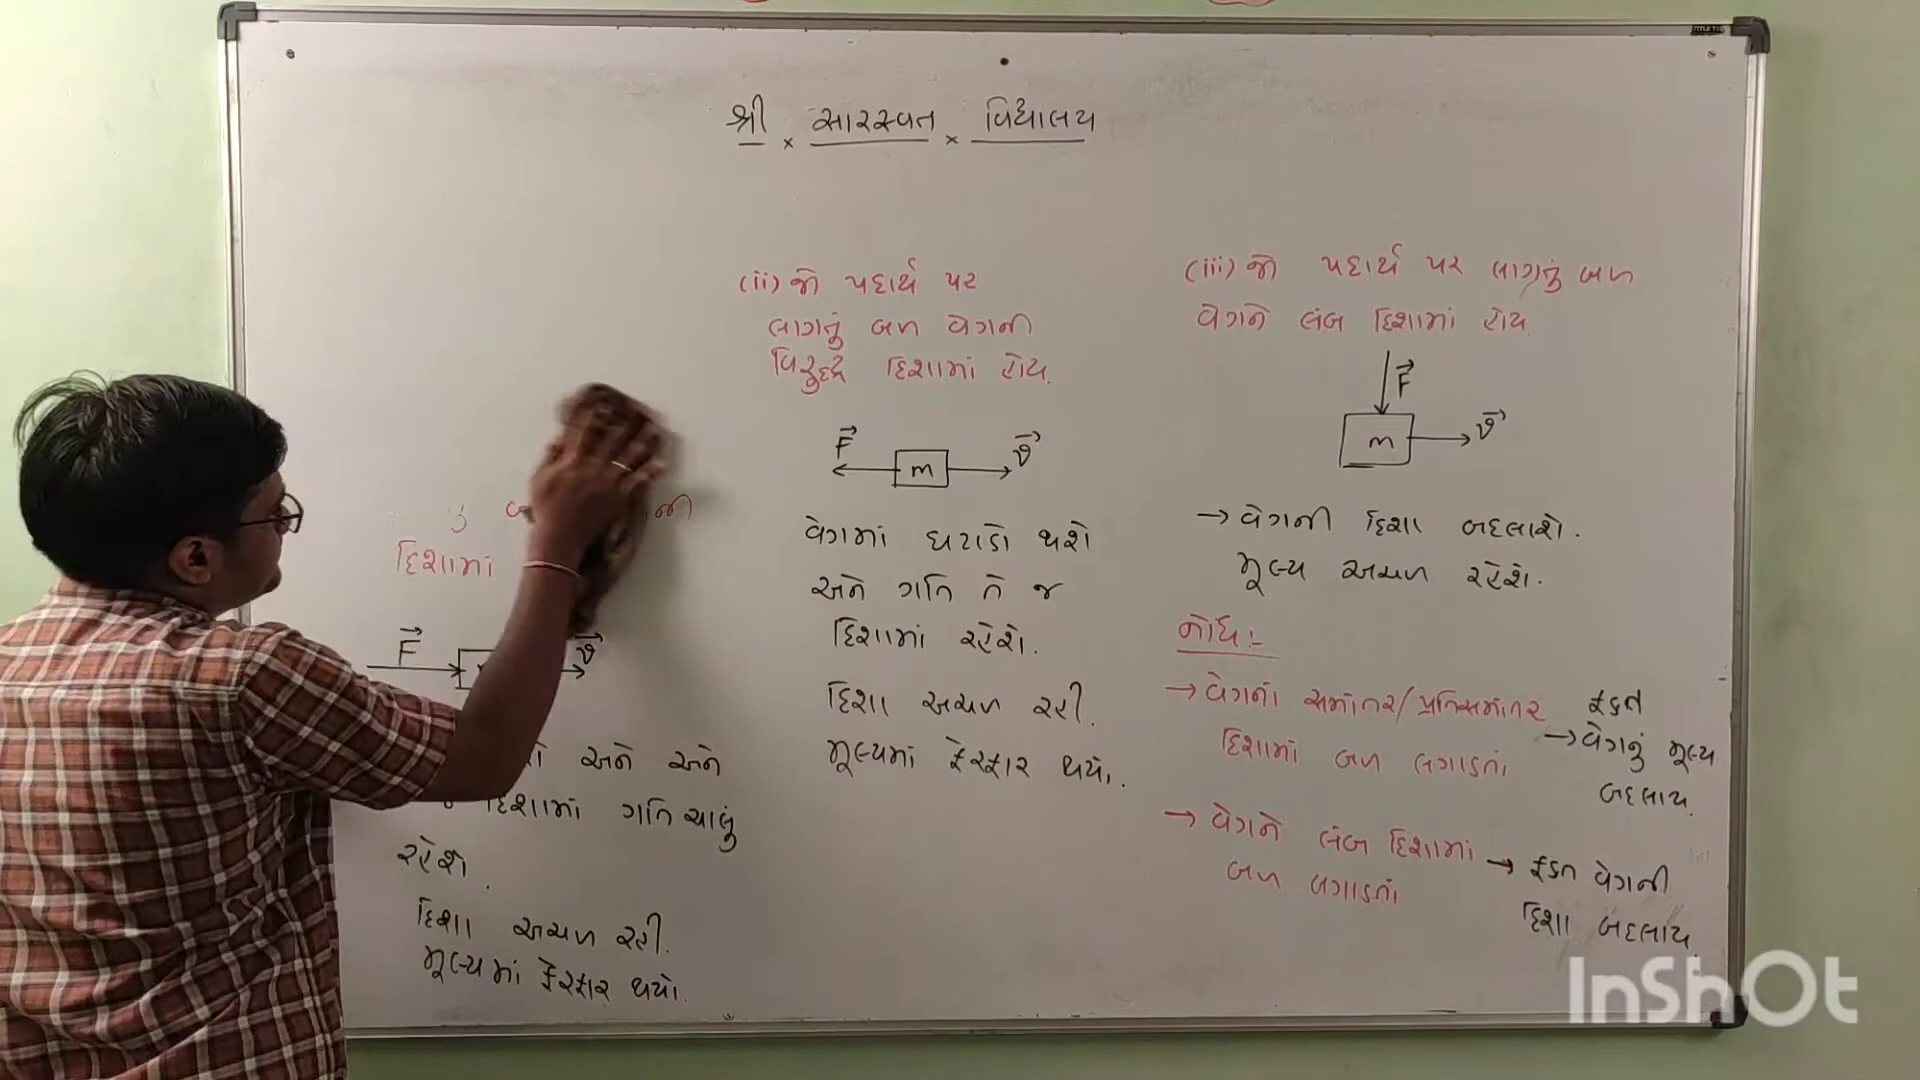 શ્રી × સારસ્વત × વિદ્યાલય
દિશામાં
F
v
અને અને
દિશામાં ગતિ ચાલું
રહેશે.
દિશા અચળ રહી.
મૂલ્યમાં ફેરફાર થયો.
(ii) જો પદાર્થ પર
લાગતું બળ વેગની
વિરુદ્ધ દિશામાં હોય.
F m v
વેગમાં ઘટાડો થશે
અને ગતિ તે જ
દિશામાં રહેશે.
દિશા અચળ રહી.
મૂલ્યમાં ફેરફાર થયો.
(iii) જો પદાર્થ પર લાગતું બળ
વેગને લંબ દિશામાં હોય.
F
m v
→ વેગની દિશા બદલાશે.
મૂલ્ય અચળ રહેશે.
નોંધ:-
→ વેગનાં સમાંતર/પ્રતિસમાંતર
દિશામાં બળ લગાડતાં
ફક્ત
→ વેગનું મૂલ્ય
બદલાય.
→ વેગને લંબ દિશામાં
બળ લગાડતાં
→ ફક્ત વેગની
દિશા બદલાય.
InShOt